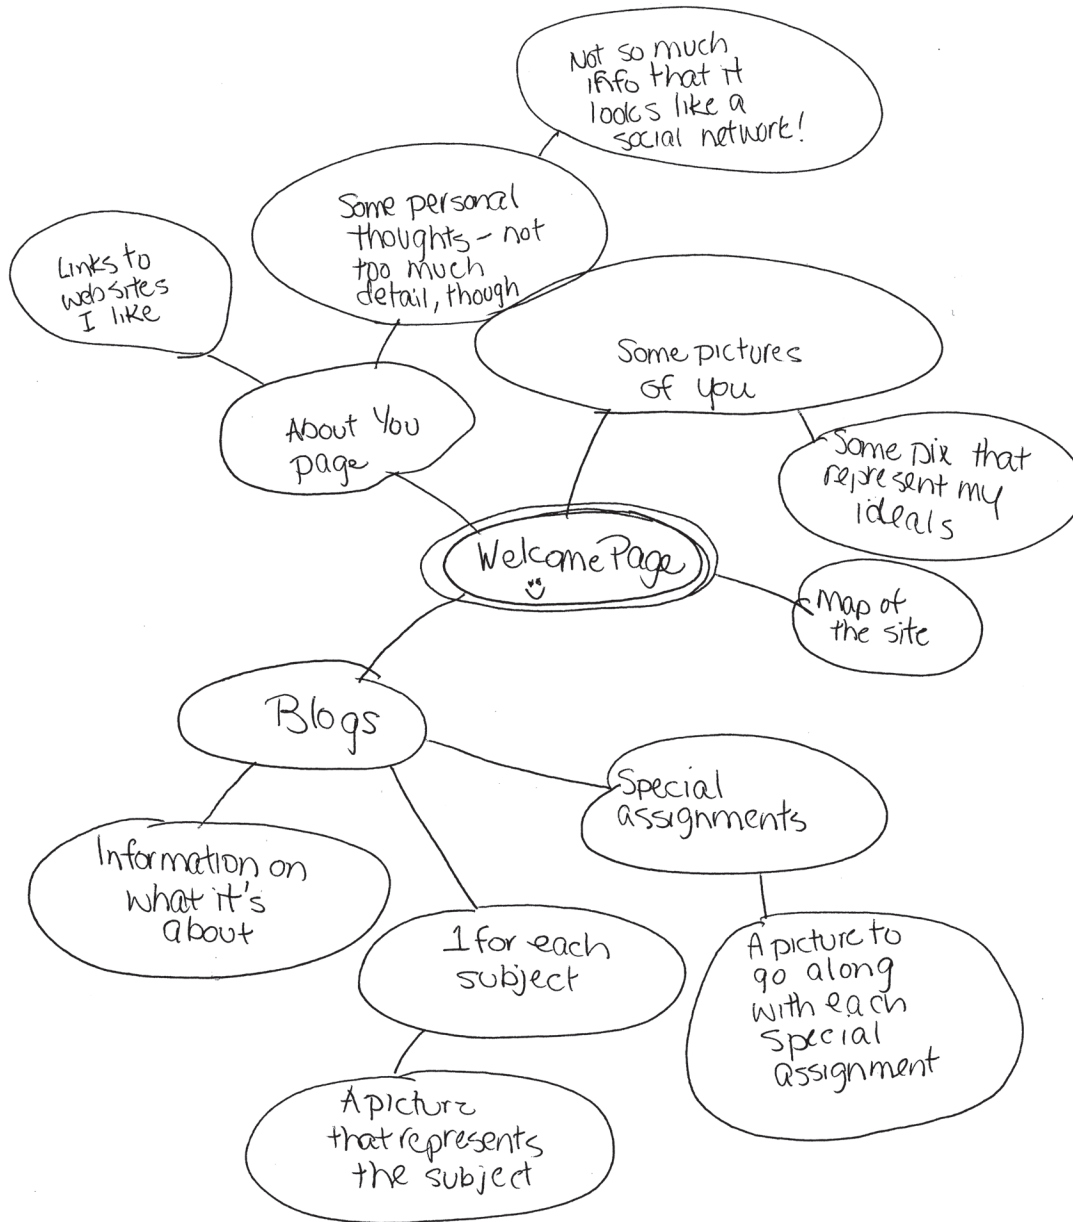 Not so much
info that it
looks like a
social network!
Some personal
thoughts - not
too much
detail, though
Links to
websites
I like
Some pictures
of you
About You
page
Some pix that
represent my
ideals
Welcome Page
Map of
the site
Blogs
Special
assignments
Information on
what it's
about
1 for each
subject
A picture to
go along
with each
special
assignment
A picture
that represents
the subject